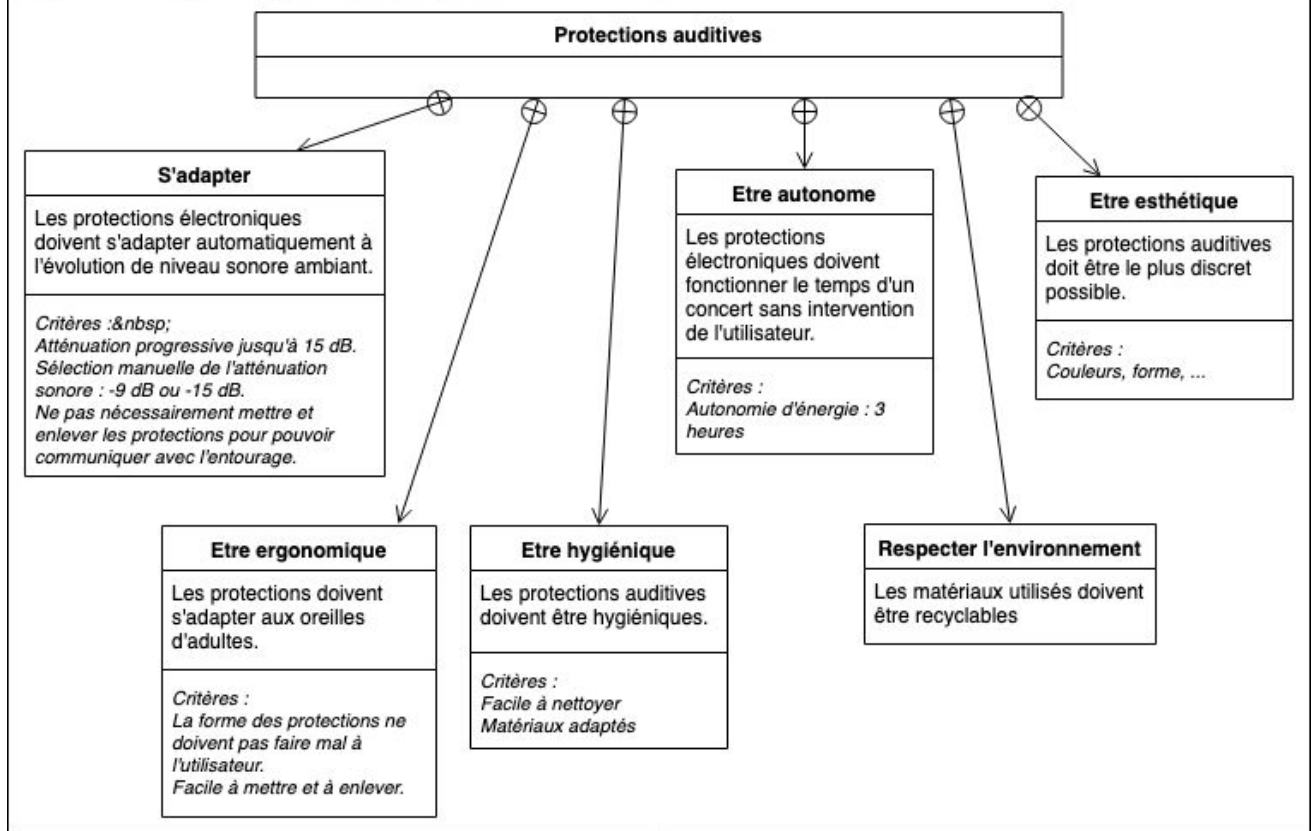 Protections auditives
S'adapter
Les protections électroniques
doivent s'adapter automatiquement à
l'évolution de niveau sonore ambiant.
Critères :&nbsp;
Atténuation progressive jusqu'à 15 dB.
Sélection manuelle de l'atténuation
sonore : -9 dB ou -15 dB.
Ne pas nécessairement mettre et
enlever les protections pour pouvoir
communiquer avec l'entourage.
Etre autonome
Les protections
électroniques doivent
fonctionner le temps d'un
concert sans intervention
de l'utilisateur.
Critères :
Autonomie d'énergie : 3
heures
Etre esthétique
Les protections auditives
doit être le plus discret
possible.
Critères :
Couleurs, forme, ...
Etre ergonomique
Les protections doivent
s'adapter aux oreilles
d'adultes.
Critères :
La forme des protections ne
doivent pas faire mal à
l'utilisateur.
Facile à mettre et à enlever.
Etre hygiénique
Les protections auditives
doivent être hygiéniques.
Critères :
Facile à nettoyer
Matériaux adaptés
Respecter l'environnement
Les matériaux utilisés doivent
être recyclables